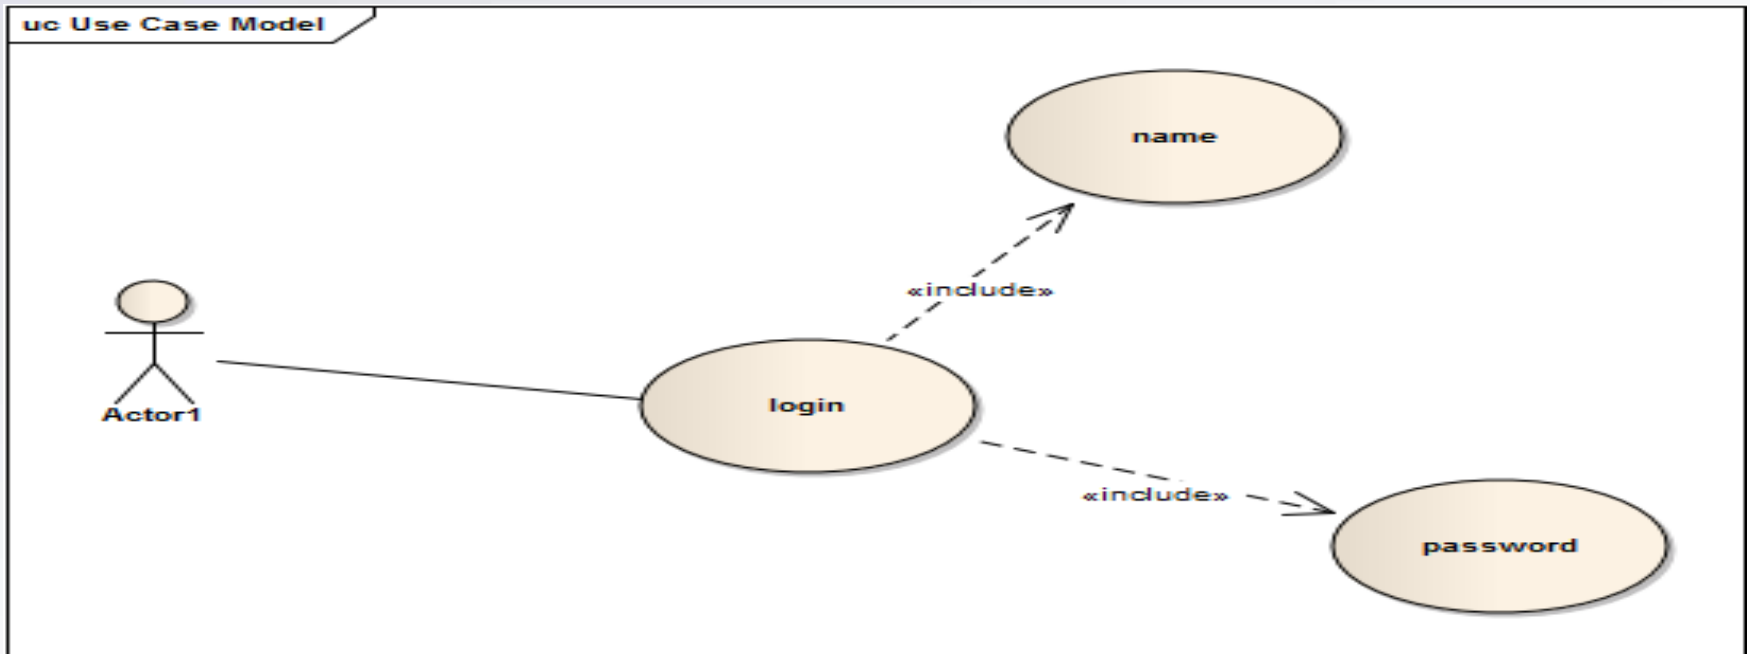 uc Use Case Model
name
«include»
login
Actor1
«include»
password